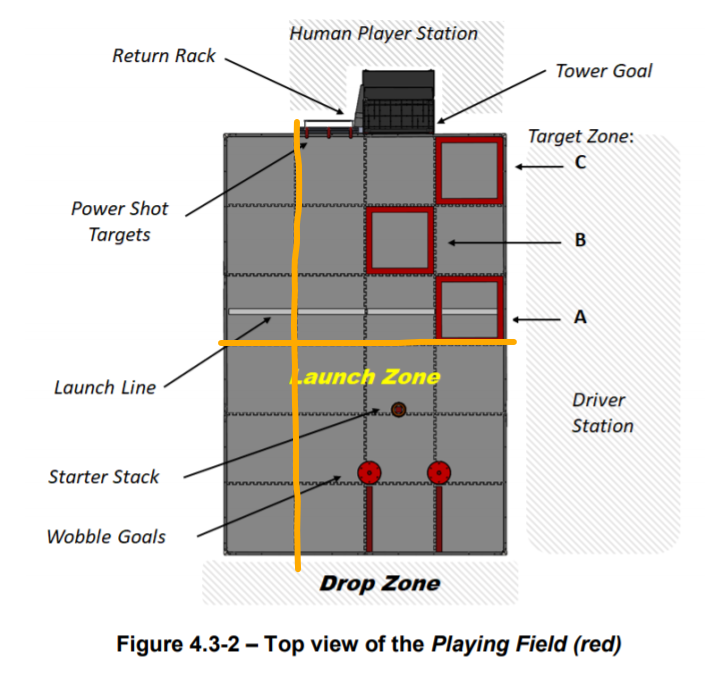 Human Player Station
Return Rack
Tower Goal
Target Zone:
C
Power Shot
Targets
B
A
Launch Line
Launch Zone
Driver
Station
Starter Stack
Wobble Goals
Drop Zone
Figure 4.3-2 – Top view of the Playing Field (red)